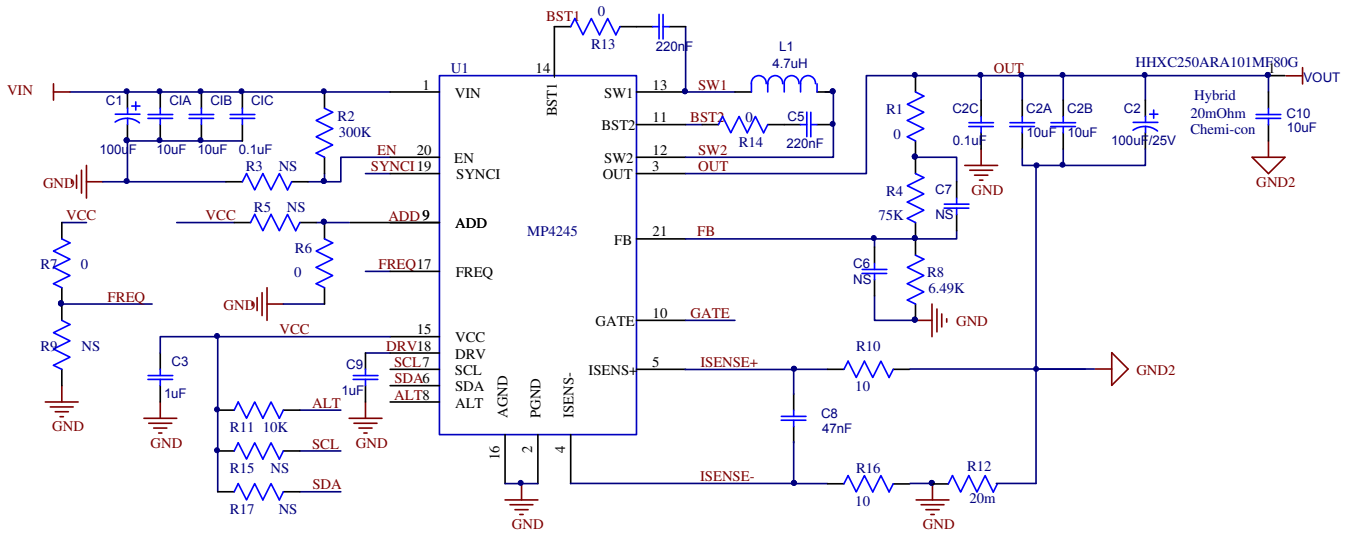 BST1
0
R13
220nF
14
BST1
U1
L1
4.7uH
OUT
HHXC250ARA101MF80G
1
VOUT
VIN
1
VIN
SW1
13
SW1
C1
100uF
CIA
10uF
CIB
10uF
CIC
0.1uF
R2
300K
BST2
11
BST2
0
R14
C5
220nF
R1
0
C2C
0.1uF
GND
C2A
10uF
C2B
10uF
C2
100uF/25V
Hybrid
20mOhm
Chemi-con
C10
10uF
GND2
EN
20
EN
SW2
12
SW2
R3
NS
GND
SYNCI
19
SYNCI
OUT
3
OUT
R4
75K
C7
NS
VCC
VCC
R5
NS
ADD
9
ADD
MP4245
FB
21
FB
R7
0
R6
0
C6
NS
R8
6.49K
FREQ
17
FREQ
FREQ
GND
GATE
10
GATE
GND
R9
NS
VCC
15
VCC
DRV
18
DRV
SCL
7
SCL
SDA
6
SDA
ALT
8
ALT
C3
1uF
C9
1uF
ISENS+
5
ISENSE+
R10
10
GND2
GND
GND
R11
10K
ALT
GND
AGND
PGND
ISENS-
C8
47nF
R15
NS
SCL
16
2
4
ISENSE-
R16
10
R12
20m
R17
NS
SDA
GND
GND